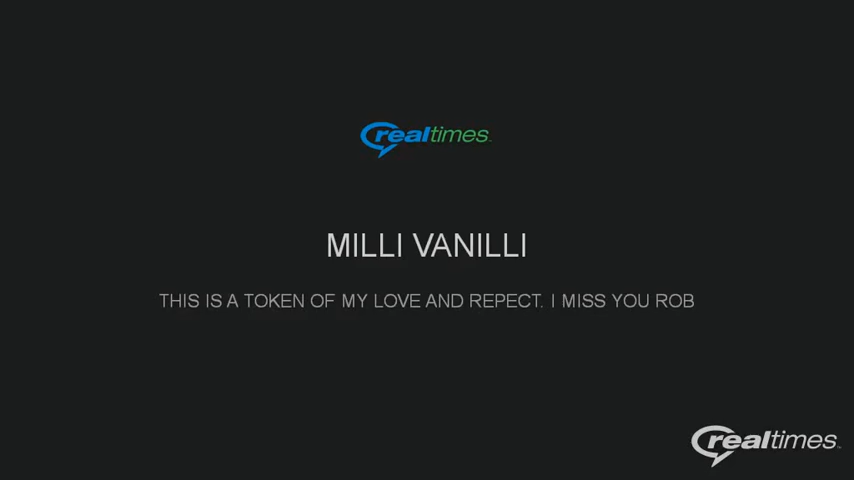 realtimes
MILLI VANILLI
THIS IS A TOKEN OF MY LOVE AND REPECT. I MISS YOU ROB
realtimes